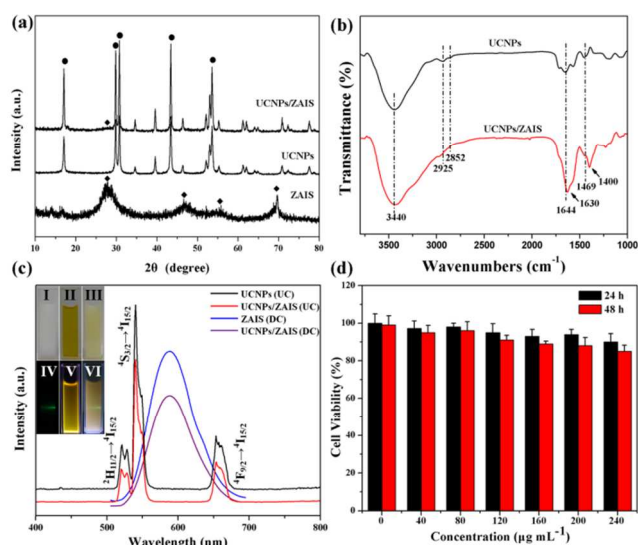 (a)
UCNPs/ZAIS
UCNPs
ZAIS
Intensity (a.u.)
10 20 30 40 50 60 70 80
2θ (degree)
(b)
UCNPs
UCNPs/ZAIS
3440
2925
2852
1644
1630
1469
1400
Transmittance (%)
3500 3000 2500 2000 1500 1000
Wavenumbers (cm⁻¹)
(c)
I II III
IV V VI
UCNPs (UC)
UCNPs/ZAIS (UC)
ZAIS (DC)
UCNPs/ZAIS (DC)
²H₁₁/₂→⁴I₁₅/₂
⁴S₃/₂→⁴I₁₅/₂
⁴F₉/₂→⁴I₁₅/₂
Intensity (a.u.)
400 500 600 700 800
Wavelength (nm)
(d)
24 h
48 h
Cell Viability (%)
120
100
80
60
40
20
0
0 40 80 120 160 200 240
Concentration (μg mL⁻¹)